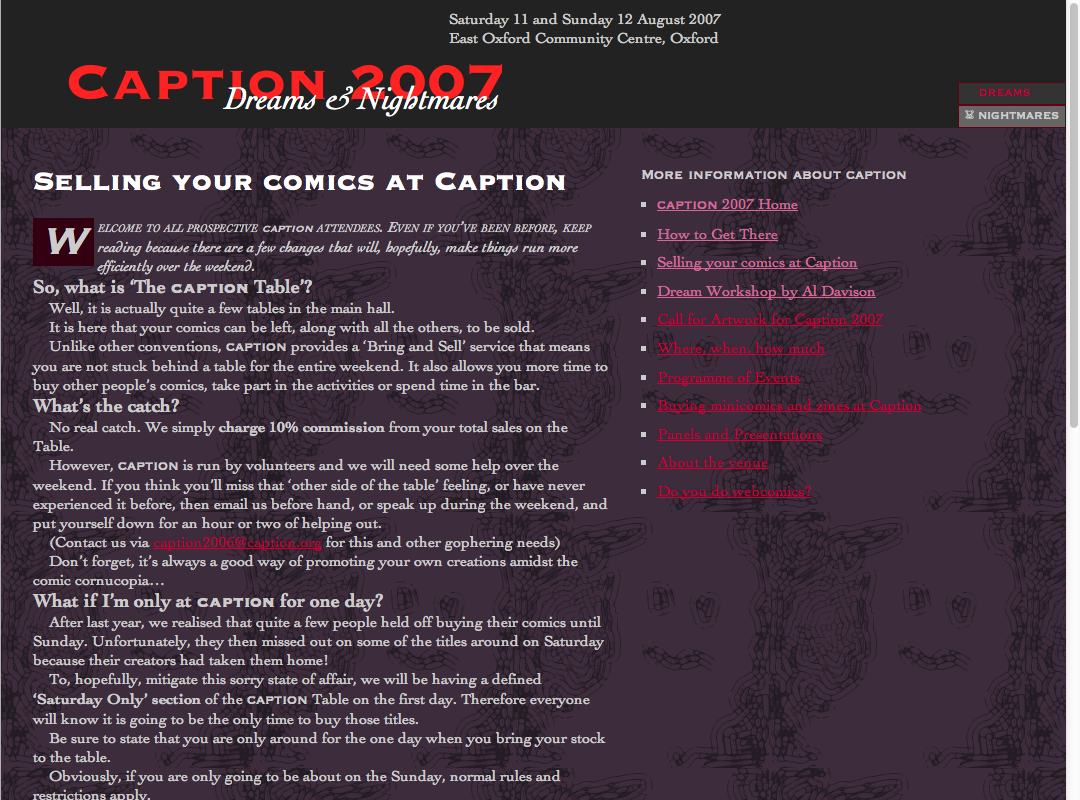 Saturday 11 and Sunday 12 August 2007
East Oxford Community Centre, Oxford
Caption 2007
Dreams & Nightmares
DREAMS
☠ NIGHTMARES
Selling your comics at Caption
Welcome to all prospective caption attendees. Even if you’ve been before, keep
reading because there are a few changes that will, hopefully, make things run more
efficiently over the weekend.
So, what is ‘The CAPTION Table’?
Well, it is actually quite a few tables in the main hall.
It is here that your comics can be left, along with all the others, to be sold.
Unlike other conventions, CAPTION provides a ‘Bring and Sell’ service that means
you are not stuck behind a table for the entire weekend. It also allows you more time to
buy other people’s comics, take part in the activities or spend time in the bar.
What’s the catch?
No real catch. We simply charge 10% commission from your total sales on the
Table.
However, CAPTION is run by volunteers and we will need some help over the
weekend. If you think you’ll miss that ‘other side of the table’ feeling, or have never
experienced it before, then email us before hand, or speak up during the weekend, and
put yourself down for an hour or two of helping out.
(Contact us via caption2006@caption.org for this and other gophering needs)
Don’t forget, it’s always a good way of promoting your own creations amidst the
comic cornucopia…
What if I’m only at CAPTION for one day?
After last year, we realised that quite a few people held off buying their comics until
Sunday. Unfortunately, they then missed out on some of the titles around on Saturday
because their creators had taken them home!
To, hopefully, mitigate this sorry state of affair, we will be having a defined
‘Saturday Only’ section of the CAPTION Table on the first day. Therefore everyone
will know it is going to be the only time to buy those titles.
Be sure to state that you are only around for the one day when you bring your stock
to the table.
Obviously, if you are only going to be about on the Sunday, normal rules and
restrictions apply.
More information about caption
CAPTION 2007 Home
How to Get There
Selling your comics at Caption
Dream Workshop by Al Davison
Call for Artwork for Caption 2007
Where, when, how much
Programme of Events
Buying minicomics and zines at Caption
Panels and Presentations
About the venue
Do you do webcomics?